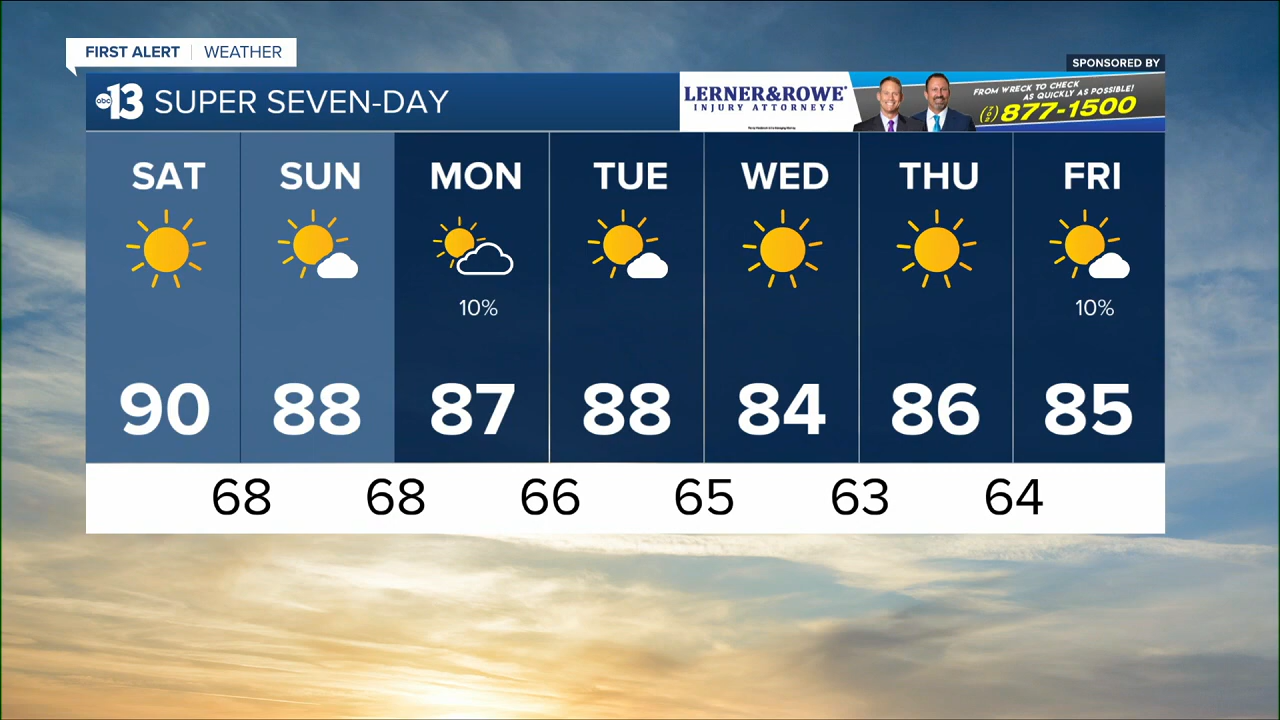 FIRST ALERT | WEATHER
SPONSORED BY
abc 13 SUPER SEVEN-DAY
LERNER&ROWE
INJURY ATTORNEYS
FROM WRECK TO CHECK
AS QUICKLY AS POSSIBLE!
(702) 877-1500
SAT SUN MON TUE WED THU FRI
10% 10%
90 88 87 88 84 86 85
68 68 66 65 63 64